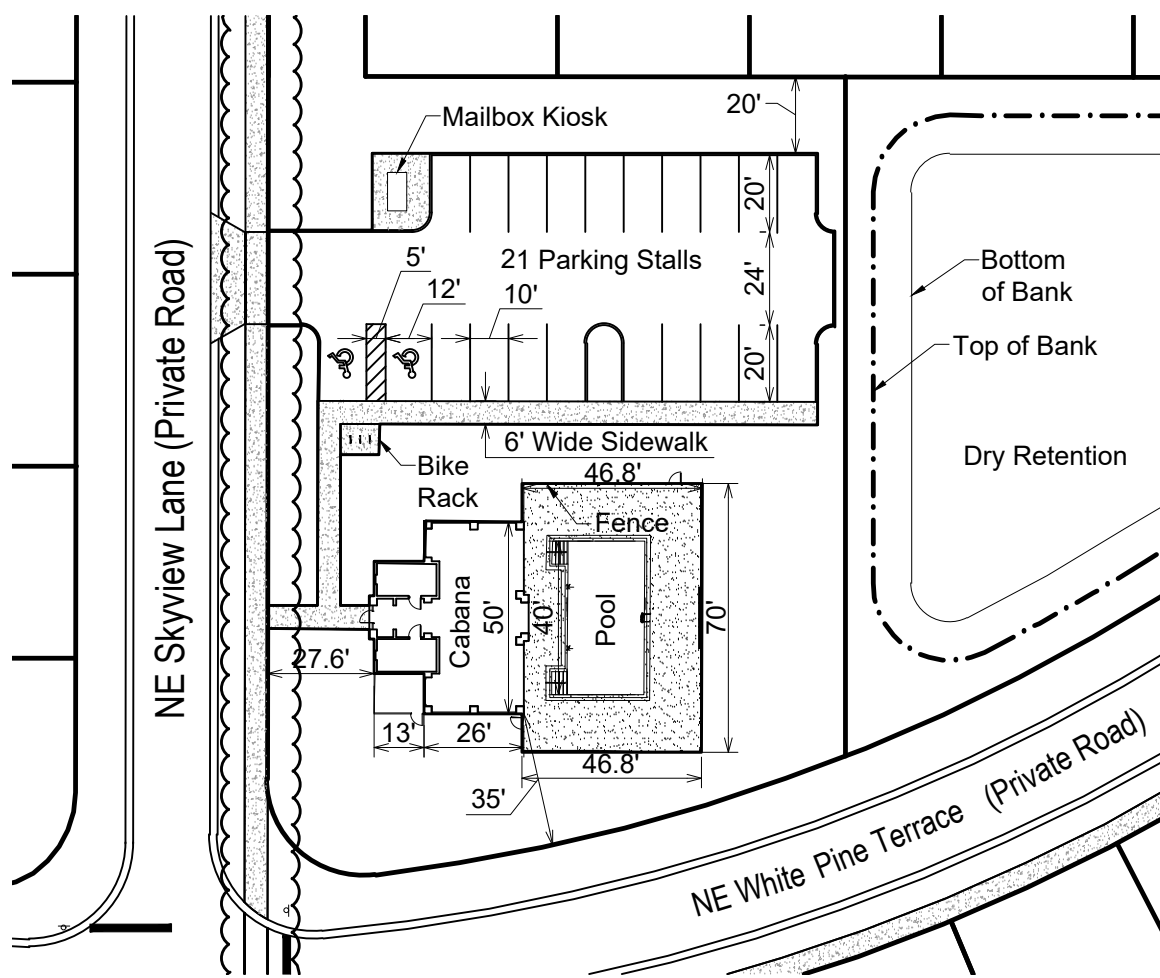 20'
Mailbox Kiosk
20'
21 Parking Stalls
5'
24'
12'
10'
20'
Bottom
of Bank
Top of Bank
Dry Retention
NE Skyview Lane (Private Road)
6' Wide Sidewalk
Bike
Rack
46.8'
Fence
Cabana
50'
40'
Pool
70'
27.6'
13'
26'
46.8'
35'
NE White Pine Terrace (Private Road)